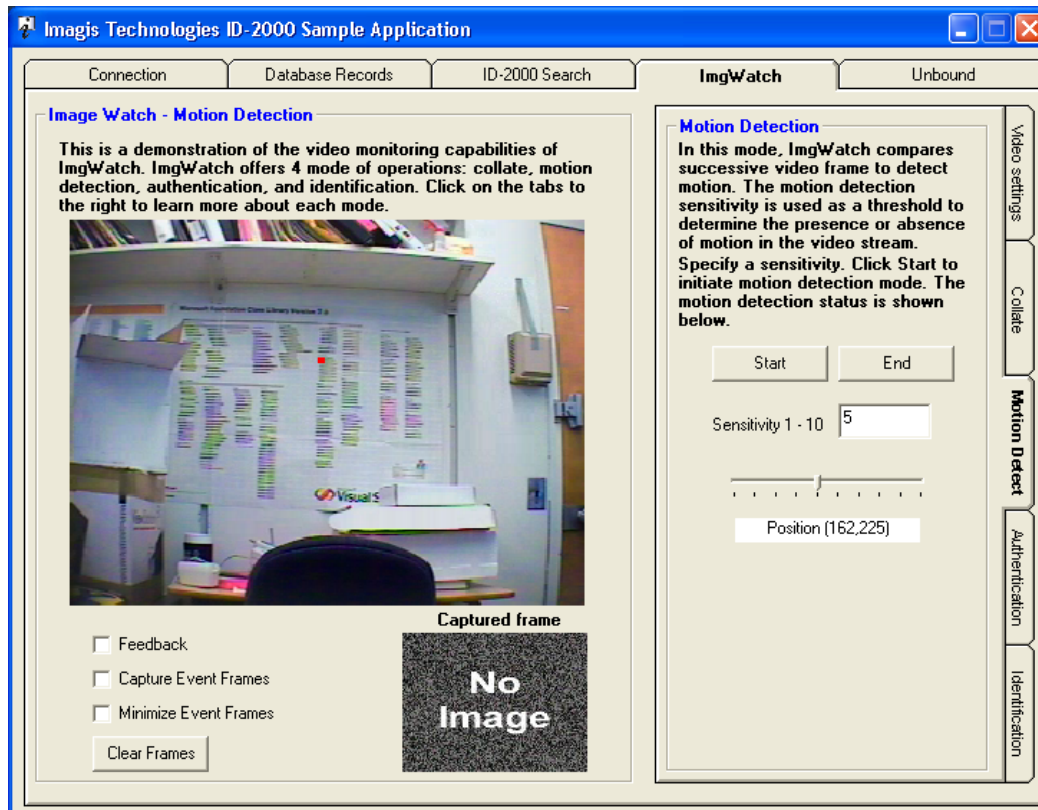 Imagis Technologies ID-2000 Sample Application
Connection
Database Records
ID-2000 Search
ImgWatch
Unbound
Image Watch - Motion Detection
This is a demonstration of the video monitoring capabilities of
ImgWatch. ImgWatch offers 4 mode of operations: collate, motion
detection, authentication, and identification. Click on the tabs to
the right to learn more about each mode.
Microsoft Foundation Class Library Version
Visual
Captured frame
Feedback
Capture Event Frames
Minimize Event Frames
Clear Frames
No
Image
Motion Detection
In this mode, ImgWatch compares
successive video frame to detect
motion. The motion detection
sensitivity is used as a threshold to
determine the presence or absence
of motion in the video stream.
Specify a sensitivity. Click Start to
initiate motion detection mode. The
motion detection status is shown
below.
Start
End
Sensitivity 1 - 10
5
Position (162,225)
Video settings
Collate
Motion Detect
Authentication
Identification